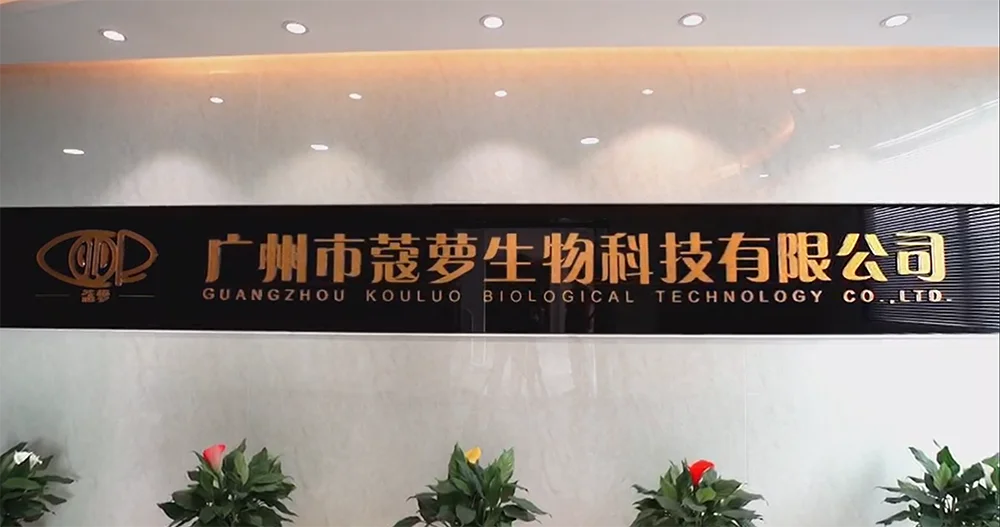 蔻萝
广州市蔻萝生物科技有限公司
GUANGZHOU KOULUO BIOLOGICAL TECHNOLOGY CO.,LTD.